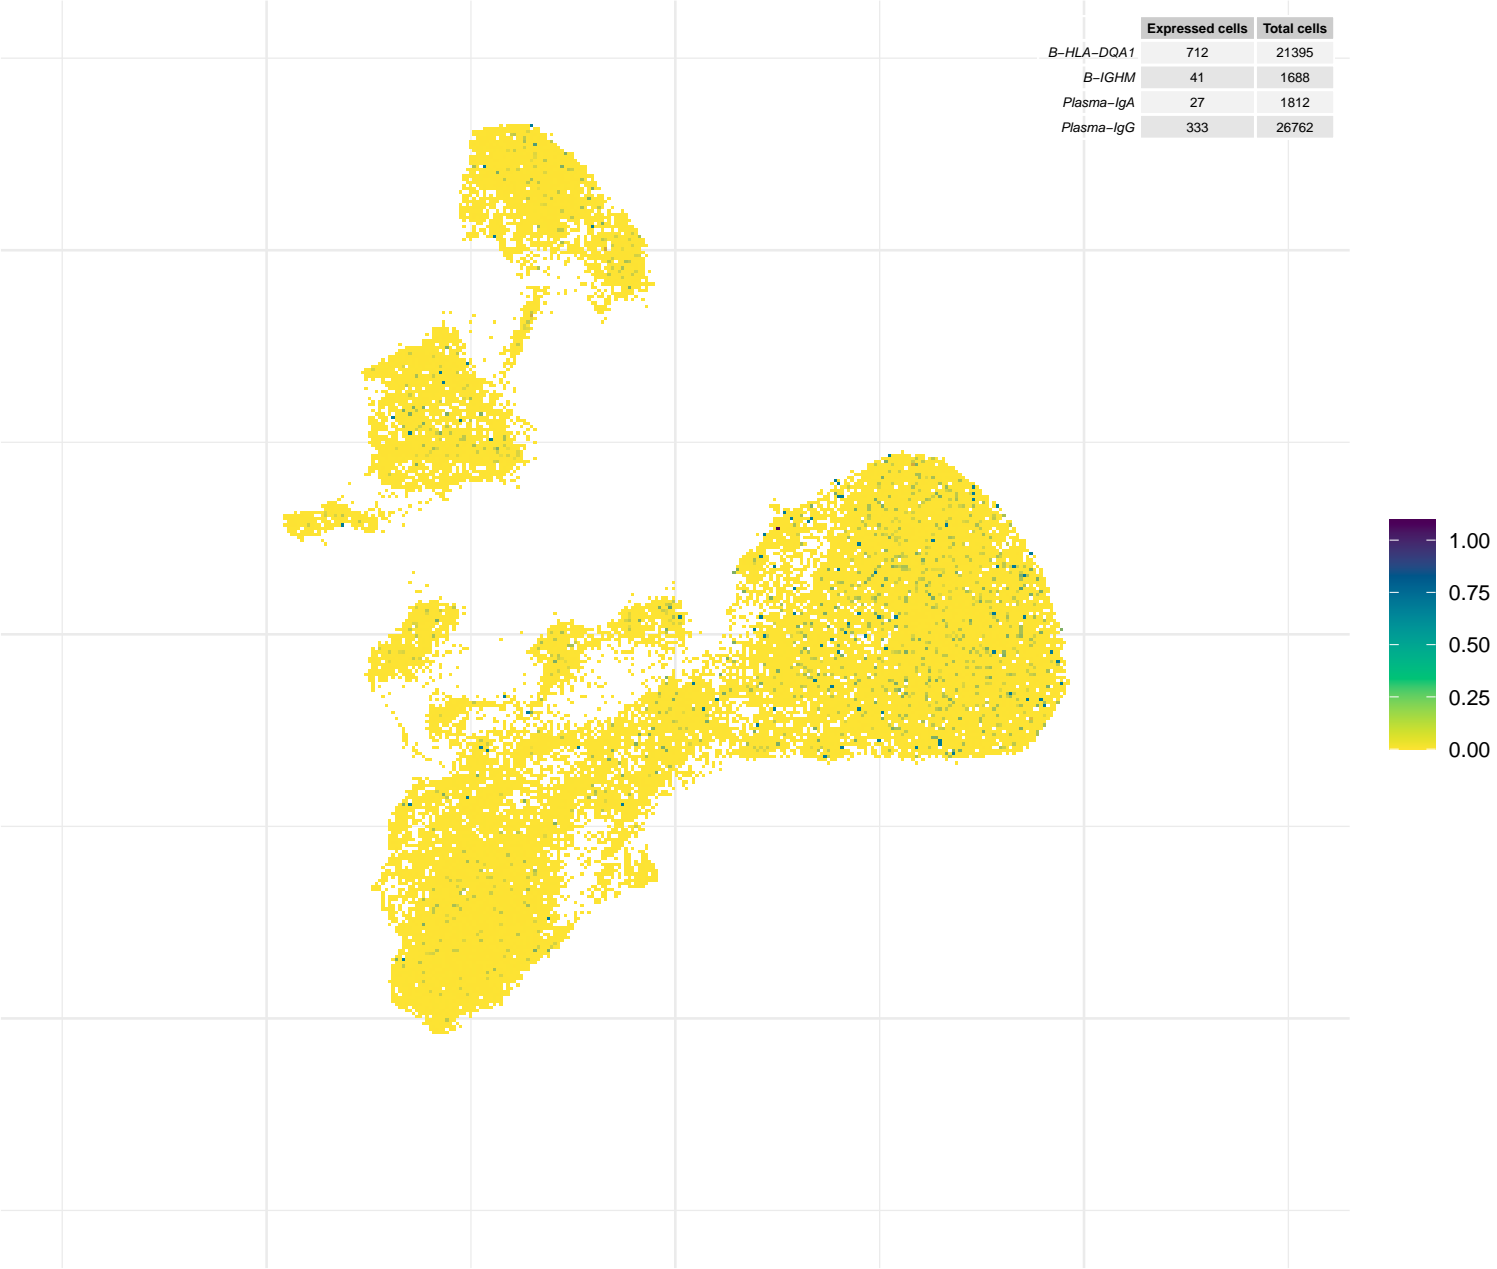 Expressed cells Total cells
B−HLA−DQA1 712 21395
B−IGHM 41 1688
Plasma−IgA 27 1812
Plasma−IgG 333 26762
1.00
0.75
0.50
0.25
0.00